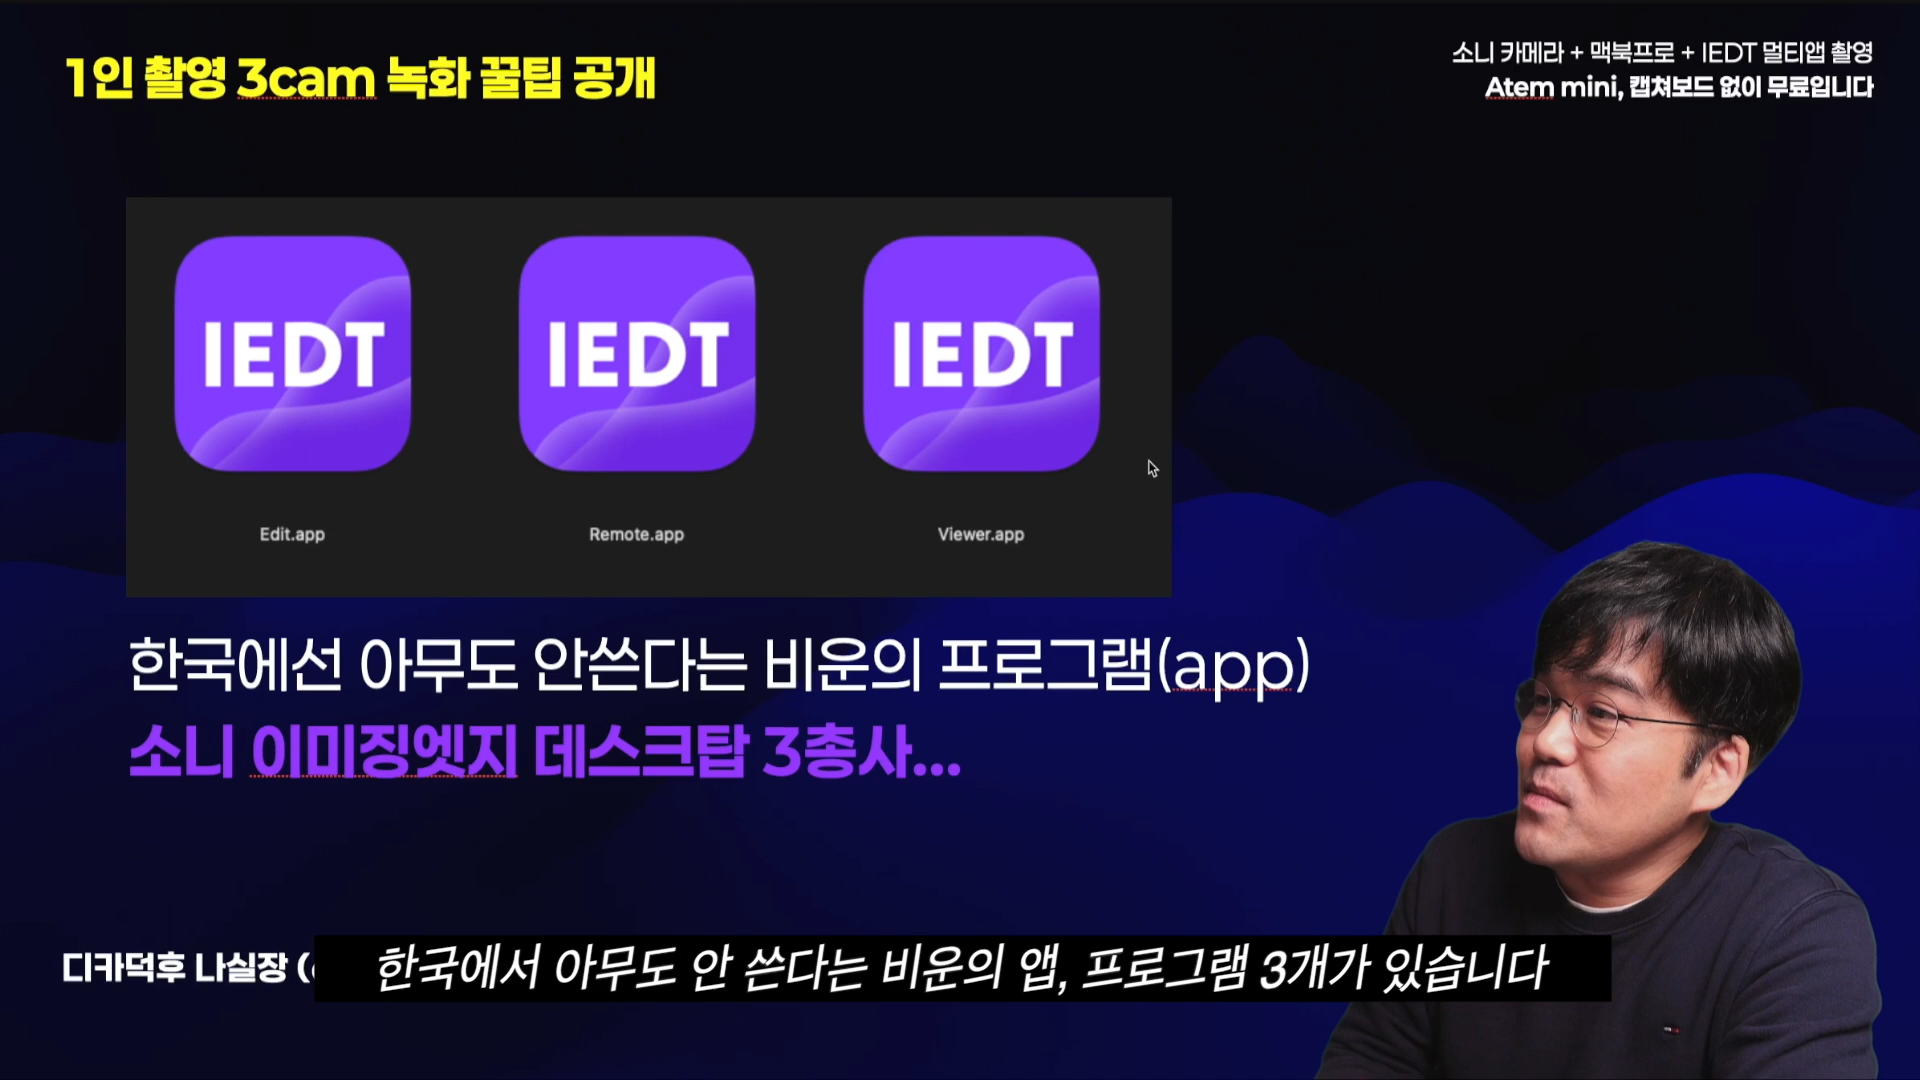 1인 촬영 3cam 녹화 꿀팁 공개
소니 카메라 + 맥북프로 + IEDT 멀티앱 촬영
Atem mini, 캡쳐보드 없이 무료입니다
IEDT
IEDT
IEDT
Edit.app
Remote.app
Viewer.app
한국에선 아무도 안쓴다는 비운의 프로그램(app)
소니 이미징엣지 데스크탑 3총사...
디카덕후 나실장 (
한국에서 아무도 안 쓴다는 비운의 앱, 프로그램 3개가 있습니다